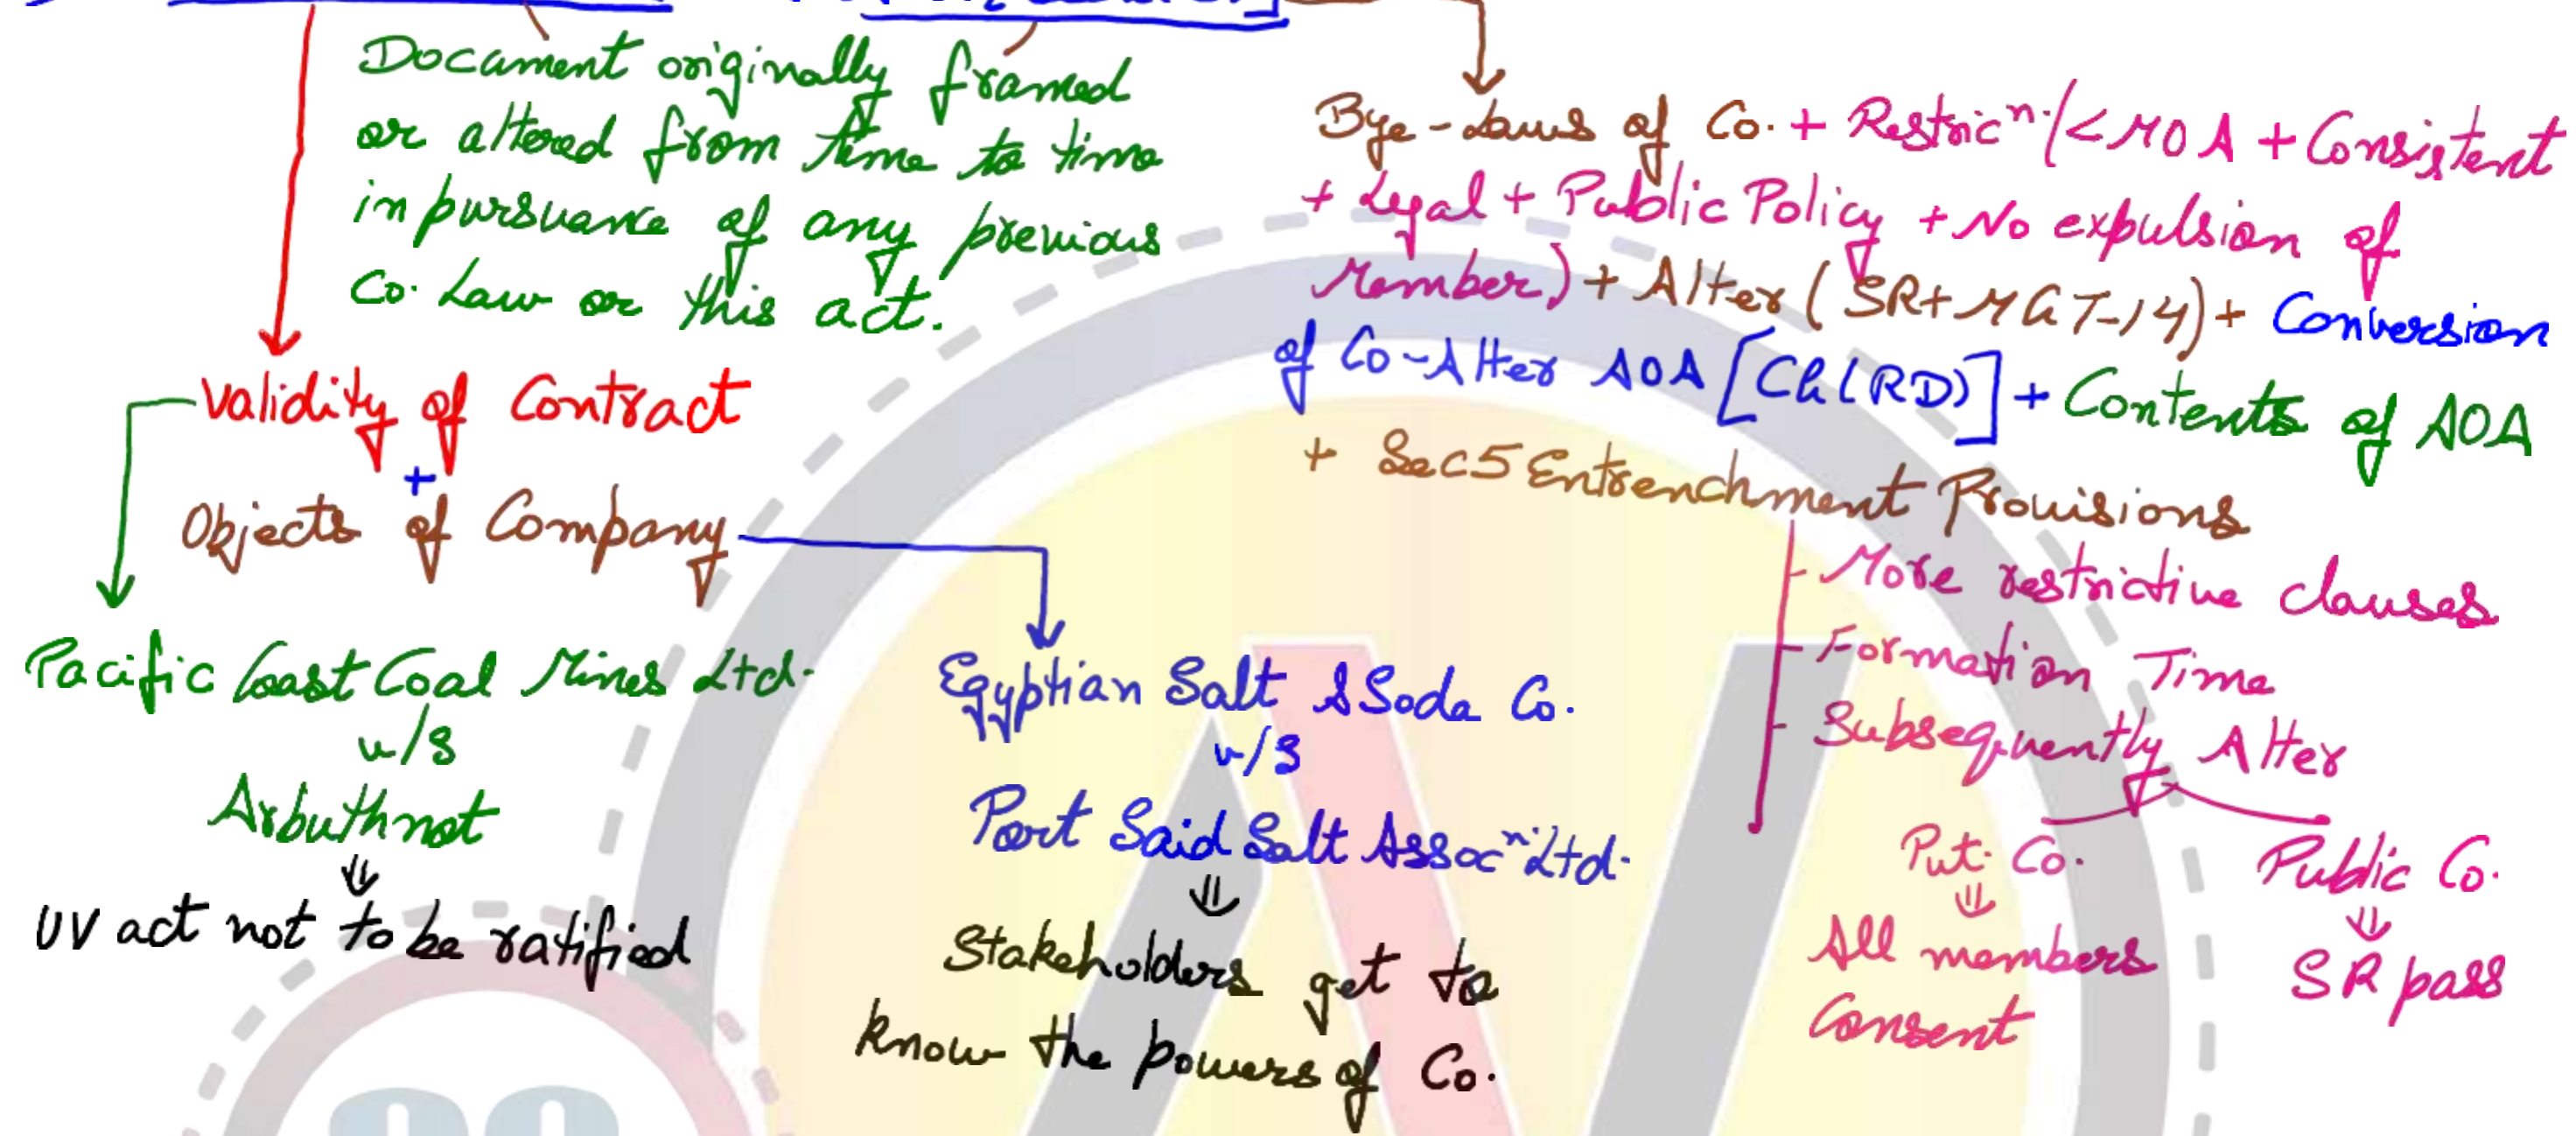 Document originally framed
or altered from time to time
in pursuance of any previous
Co. Law or this act.
Validity of Contract
+
Objects of Company
Pacific Coast Coal Mines Ltd.
v/s
Arbuthnot
⇓
UV act not to be ratified
Egyptian Salt & Soda Co.
v/s
Port Said Salt Assocⁿ Ltd.
⇓
Stakeholders get to
know the powers of Co.
Bye-Laws of Co. + Restricⁿ. (< MOA + Consistent
+ Legal + Public Policy + No expulsion of
Member) + Alter (SR + MGT-14) + Conversion
of Co - Alter AOA [CG (RD)] + Contents of AOA
+ Sec 5 Entrenchment Provisions
- More restrictive clauses
- Formation Time
- Subsequently Alter
Pvt. Co.
⇓
All members
Consent
Public Co.
⇓
SR pass